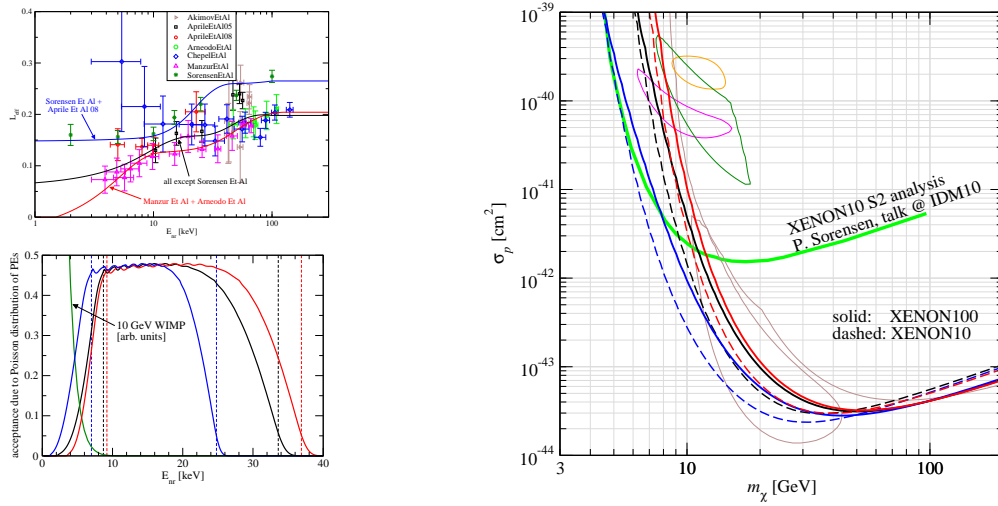 AkimovEtAl
AprileEtAl05
AprileEtAl08
ArneodoEtAl
ChepelEtAl
ManzurEtAl
SorensenEtAl
Sorensen Et Al +
Aprile Et Al 08
all except Sorensen Et Al
Manzur Et Al + Arneodo Et Al
0.4
0.3
0.2
0.1
0
1
10
100
L_eff
E_nr [keV]
0.5
0.4
0.3
0.2
0.1
0
acceptance due to Poisson distribution of PEs
10 GeV WIMP
[arb. units]
0 10 20 30 40
E_nr [keV]
10^-39
10^-40
10^-41
10^-42
10^-43
10^-44
σ_p [cm^2]
XENON10 S2 analysis
P. Sorensen, talk @ IDM10
solid: XENON100
dashed: XENON10
3 10 100
m_χ [GeV]